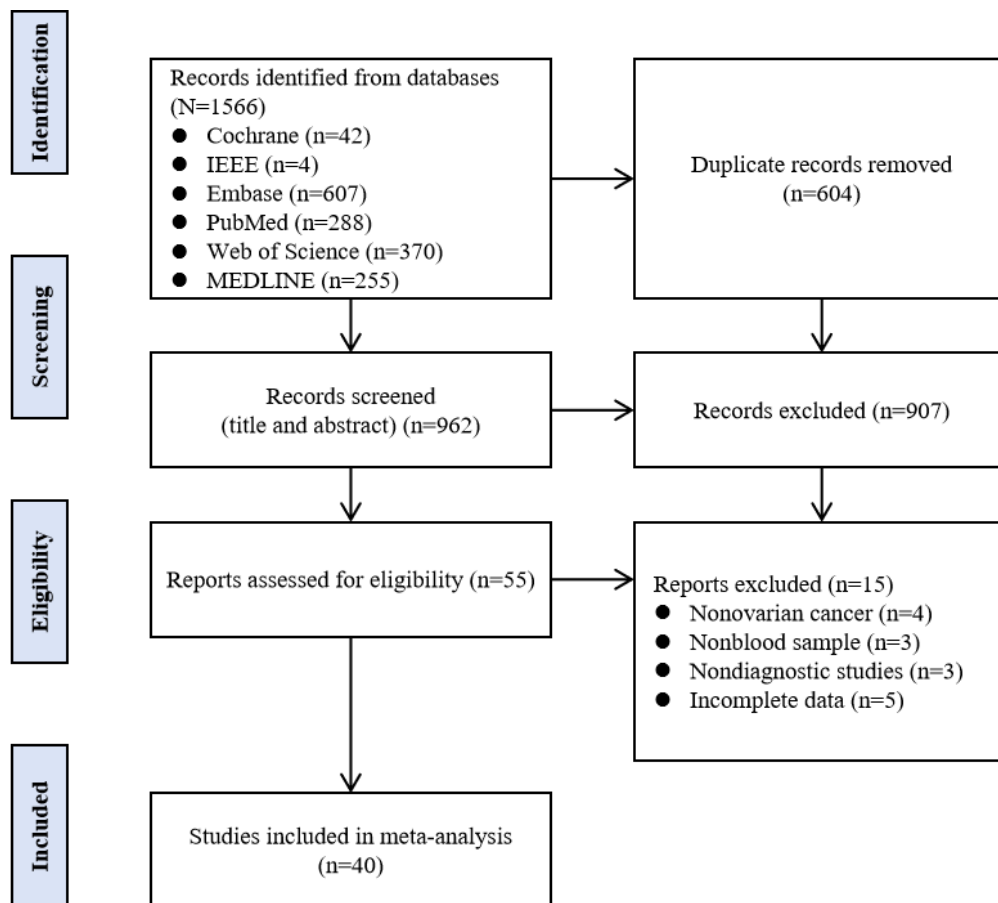 Identification
Records identified from databases
(N=1566)
● Cochrane (n=42)
● IEEE (n=4)
● Embase (n=607)
● PubMed (n=288)
● Web of Science (n=370)
● MEDLINE (n=255)
Duplicate records removed
(n=604)
Screening
Records screened
(title and abstract) (n=962)
Records excluded (n=907)
Eligibility
Reports assessed for eligibility (n=55)
Reports excluded (n=15)
● Nonovarian cancer (n=4)
● Nonblood sample (n=3)
● Nondiagnostic studies (n=3)
● Incomplete data (n=5)
Included
Studies included in meta-analysis
(n=40)